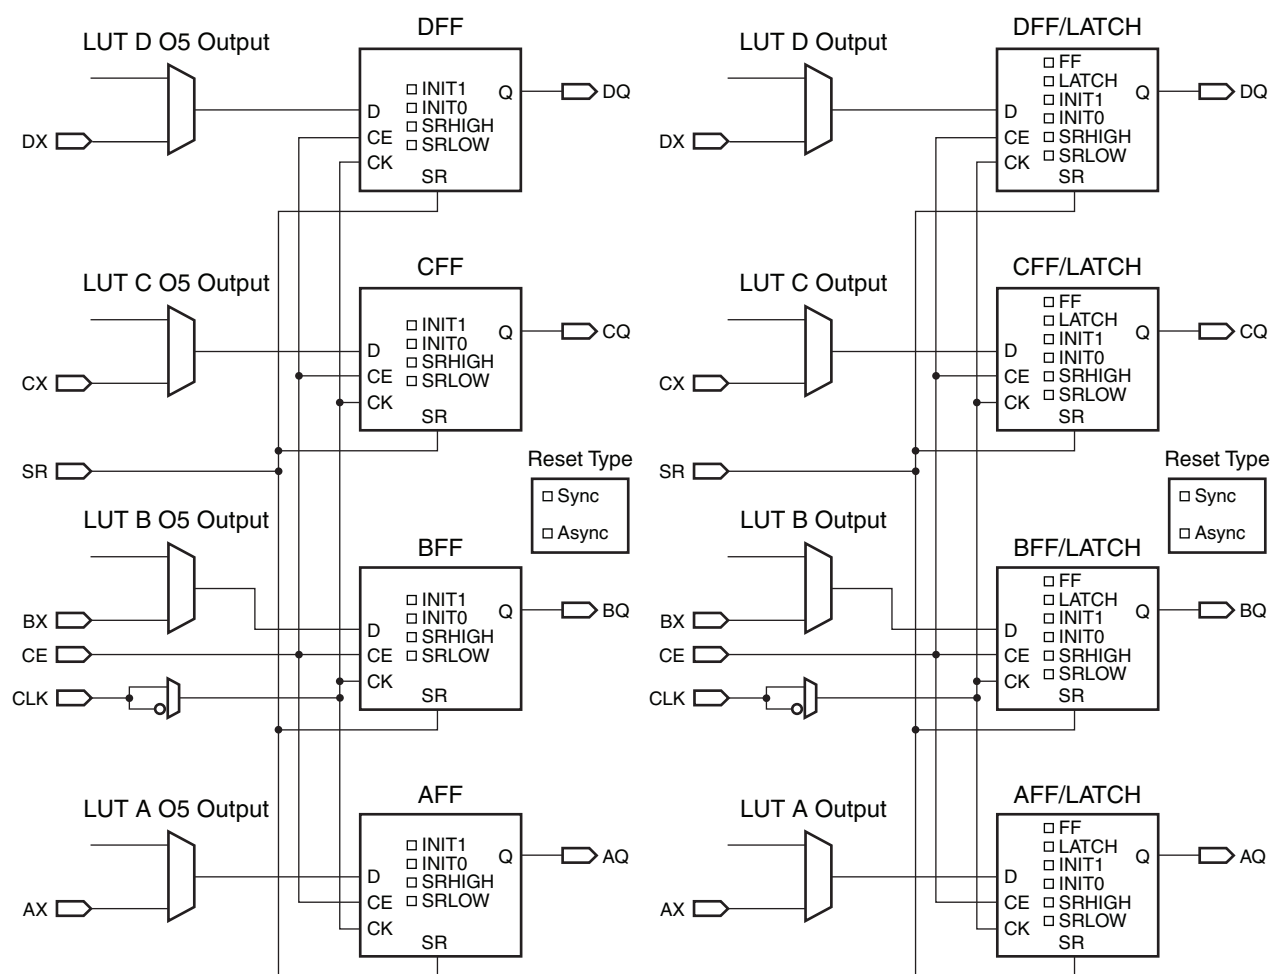 DFF
LUT D O5 Output
INIT1
INIT0
SRHIGH
SRLOW
D
CE
CK
SR
Q
DQ
DX
CFF
LUT C O5 Output
INIT1
INIT0
SRHIGH
SRLOW
D
CE
CK
SR
Q
CQ
CX
SR
Reset Type
Sync
Async
BFF
LUT B O5 Output
INIT1
INIT0
SRHIGH
SRLOW
D
CE
CK
SR
Q
BQ
BX
CE
CLK
AFF
LUT A O5 Output
INIT1
INIT0
SRHIGH
SRLOW
D
CE
CK
SR
Q
AQ
AX
DFF/LATCH
LUT D Output
FF
LATCH
INIT1
INIT0
SRHIGH
SRLOW
D
CE
CK
SR
Q
DQ
DX
CFF/LATCH
LUT C Output
FF
LATCH
INIT1
INIT0
SRHIGH
SRLOW
D
CE
CK
SR
Q
CQ
CX
SR
Reset Type
Sync
Async
BFF/LATCH
LUT B Output
FF
LATCH
INIT1
INIT0
SRHIGH
SRLOW
D
CE
CK
SR
Q
BQ
BX
CE
CLK
AFF/LATCH
LUT A Output
FF
LATCH
INIT1
INIT0
SRHIGH
SRLOW
D
CE
CK
SR
Q
AQ
AX